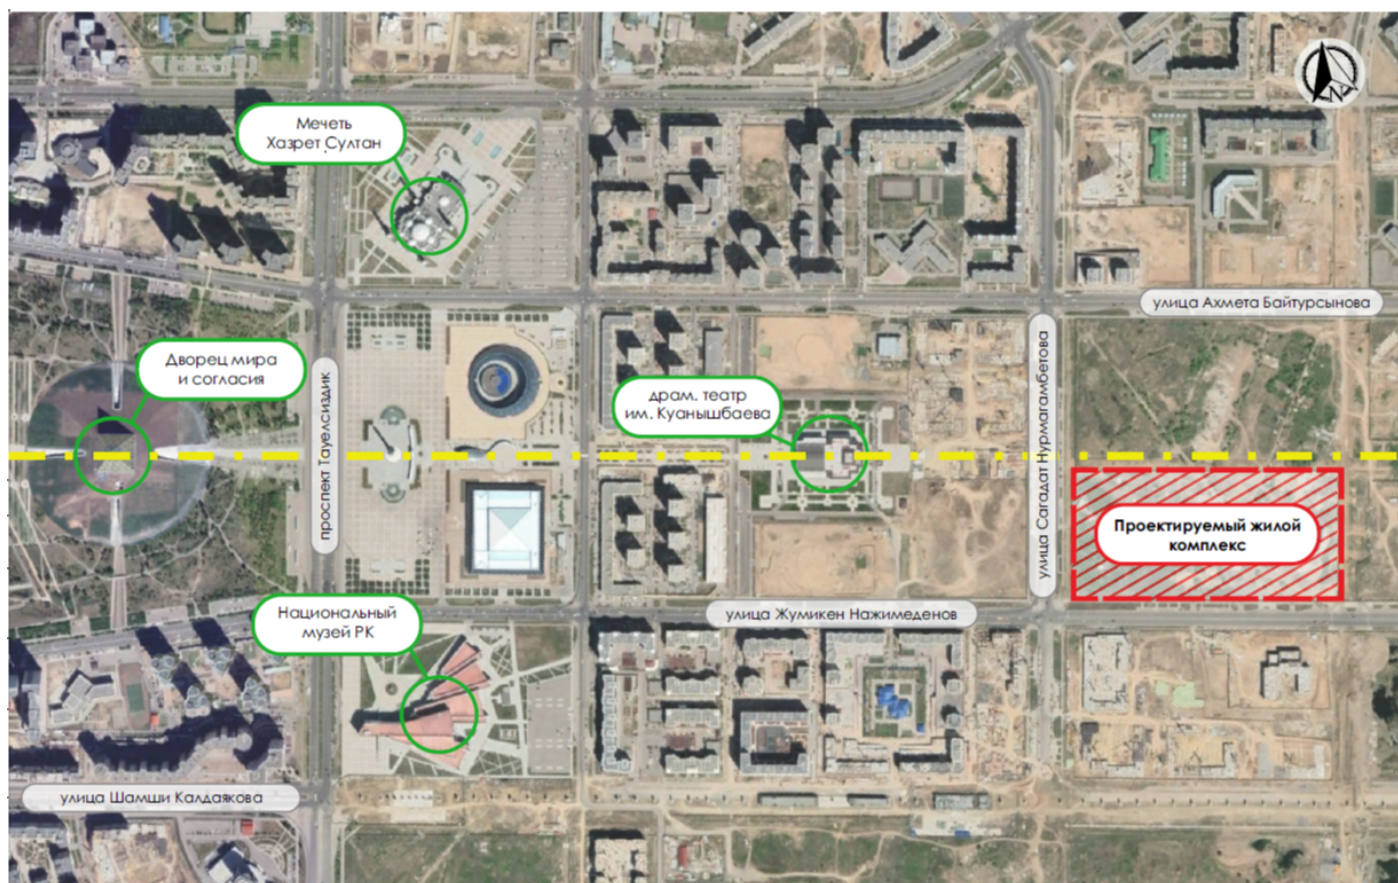 Мечеть
Хазрет Султан
N
улица Ахмета Байтурсынова
Дворец мира
и согласия
проспект Тауелсиздик
драм. театр
им. Куанышбаева
улица Сагадат Нурмагамбетова
Проектируемый жилой
комплекс
Национальный
музей РК
улица Жумикен Нажимеденов
улица Шамши Калдаякова